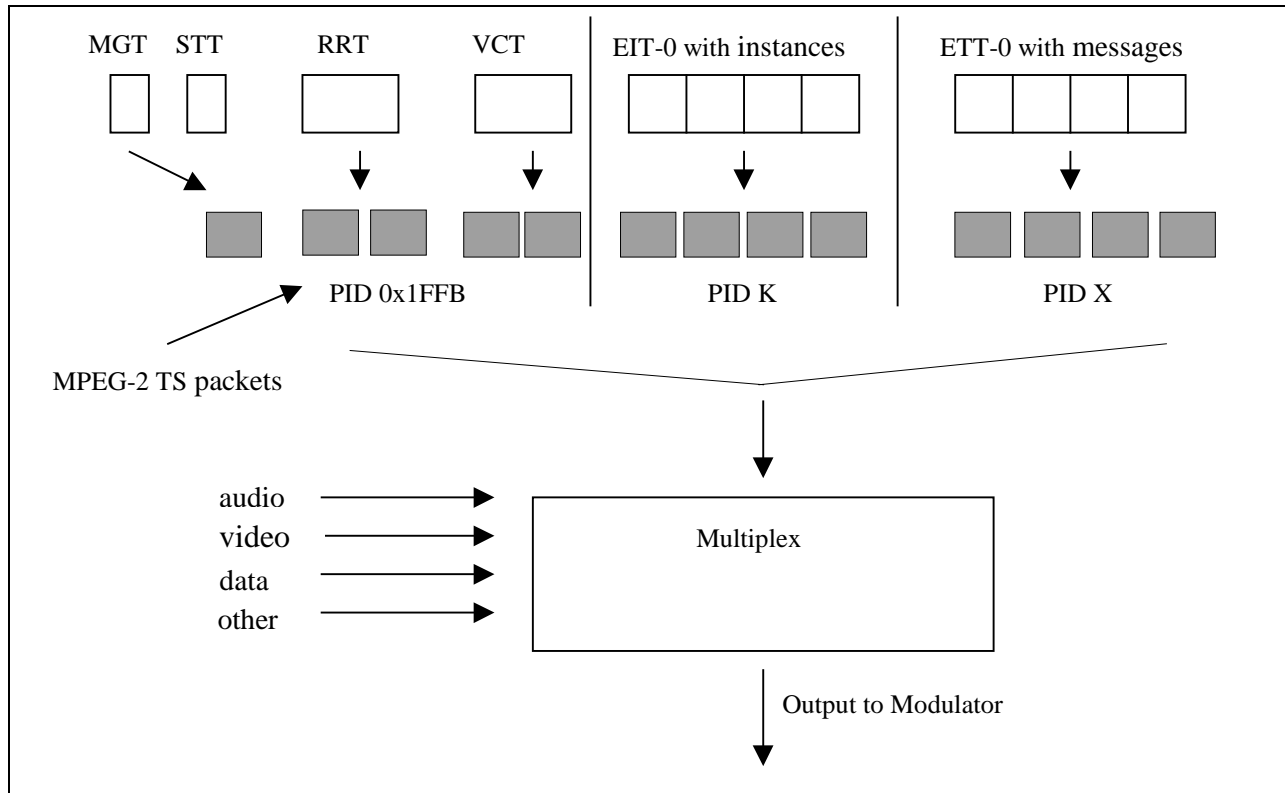 MGT STT RRT VCT EIT-0 with instances ETT-0 with messages
PID 0x1FFB PID K PID X
MPEG-2 TS packets
audio
video
Multiplex
data
other
Output to Modulator